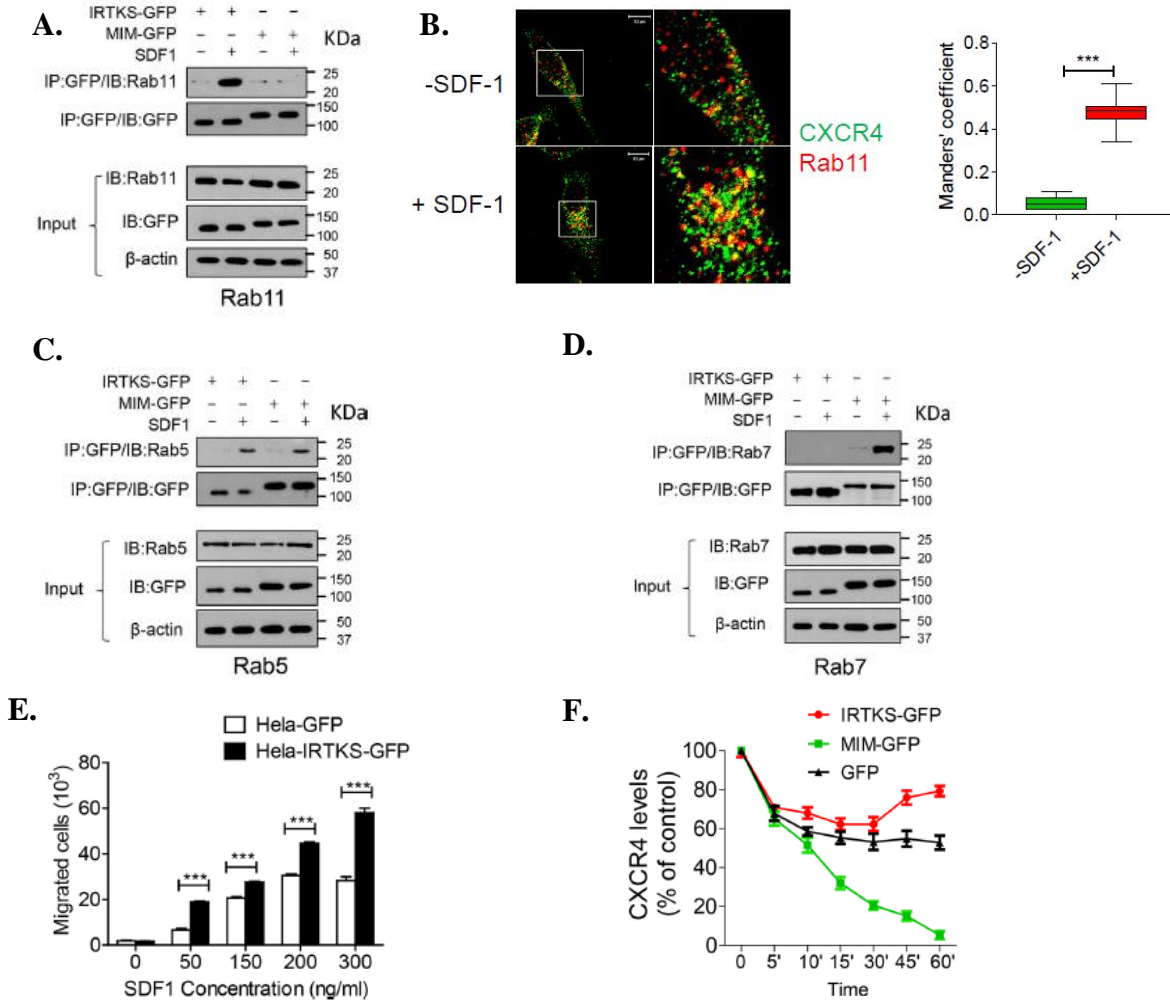 A.
IRTKS-GFP + + - -
MIM-GFP - - + +
SDF1 - + - + KDa
IP:GFP/IB:Rab11 25
20
IP:GFP/IB:GFP 150
100
Input
IB:Rab11 25
20
IB:GFP 150
100
β-actin 50
37
Rab11
B.
-SDF-1
+ SDF-1
CXCR4
Rab11
Manders' coefficient
0.8
0.6
0.4
0.2
0.0
***
-SDF-1
+SDF-1
C.
IRTKS-GFP + + - -
MIM-GFP - - + +
SDF1 - + - + KDa
IP:GFP/IB:Rab5 25
20
IP:GFP/IB:GFP 150
100
Input
IB:Rab5 25
20
IB:GFP 150
100
β-actin 50
37
Rab5
D.
IRTKS-GFP + + - -
MIM-GFP - - + +
SDF1 - + - + KDa
IP:GFP/IB:Rab7 25
20
IP:GFP/IB:GFP 150
100
Input
IB:Rab7 25
20
IB:GFP 150
100
β-actin 50
37
Rab7
E.
Hela-GFP
Hela-IRTKS-GFP
Migrated cells (10³)
80
60
40
20
0
*** *** *** ***
0 50 150 200 300
SDF1 Concentration (ng/ml)
F.
IRTKS-GFP
MIM-GFP
GFP
CXCR4 levels
(% of control)
100
80
60
40
20
0
0 5' 10' 15' 30' 45' 60'
Time